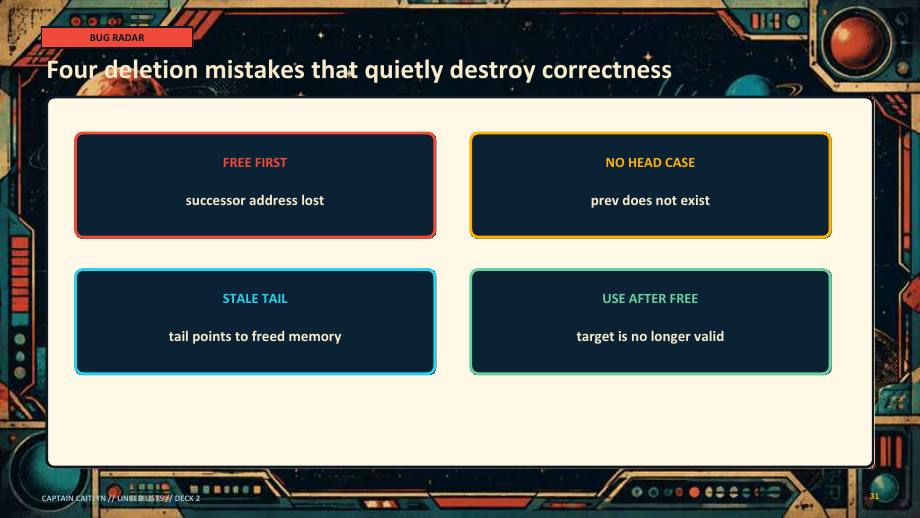 BUG RADAR
Four deletion mistakes that quietly destroy correctness
FREE FIRST
successor address lost
NO HEAD CASE
prev does not exist
STALE TAIL
tail points to freed memory
USE AFTER FREE
target is no longer valid
CAPTAIN CAITLYN // LINKED LISTS // DECK 2
31